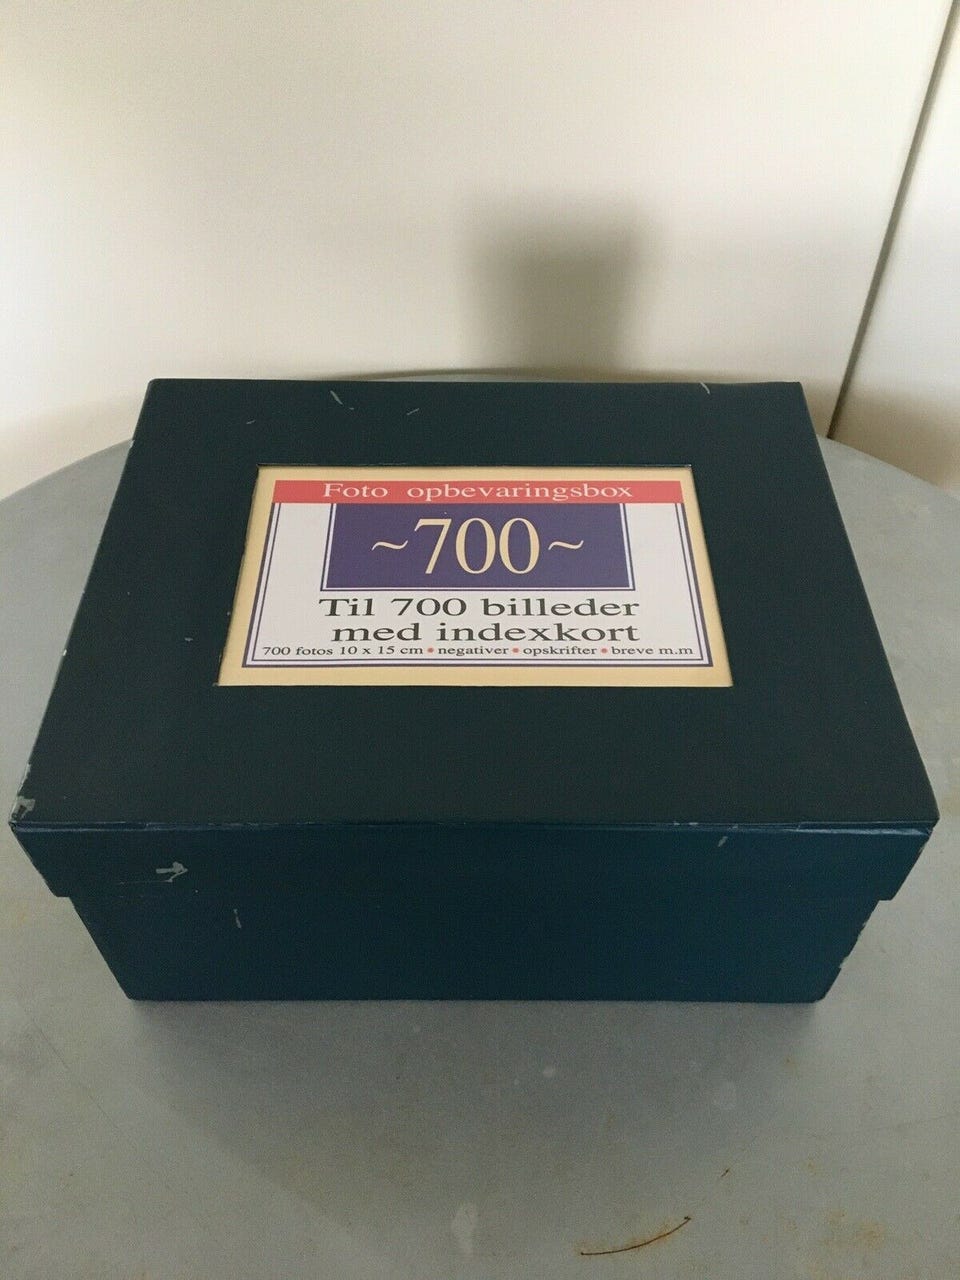 Foto opbevaringsbox
~700~
Til 700 billeder
med indexkort
700 fotos 10 x 15 cm • negativer • opskrifter • breve m.m